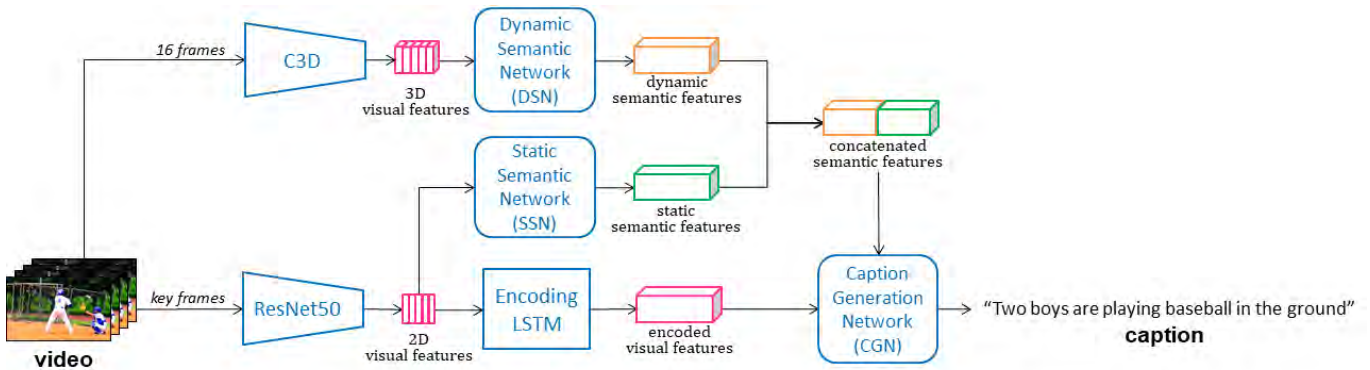 16 frames
C3D
3D
visual features
Dynamic
Semantic
Network
(DSN)
dynamic
semantic features
concatenated
semantic features
Static
Semantic
Network
(SSN)
static
semantic features
video
key frames
ResNet50
2D
visual features
Encoding
LSTM
encoded
visual features
Caption
Generation
Network
(CGN)
“Two boys are playing baseball in the ground”
caption